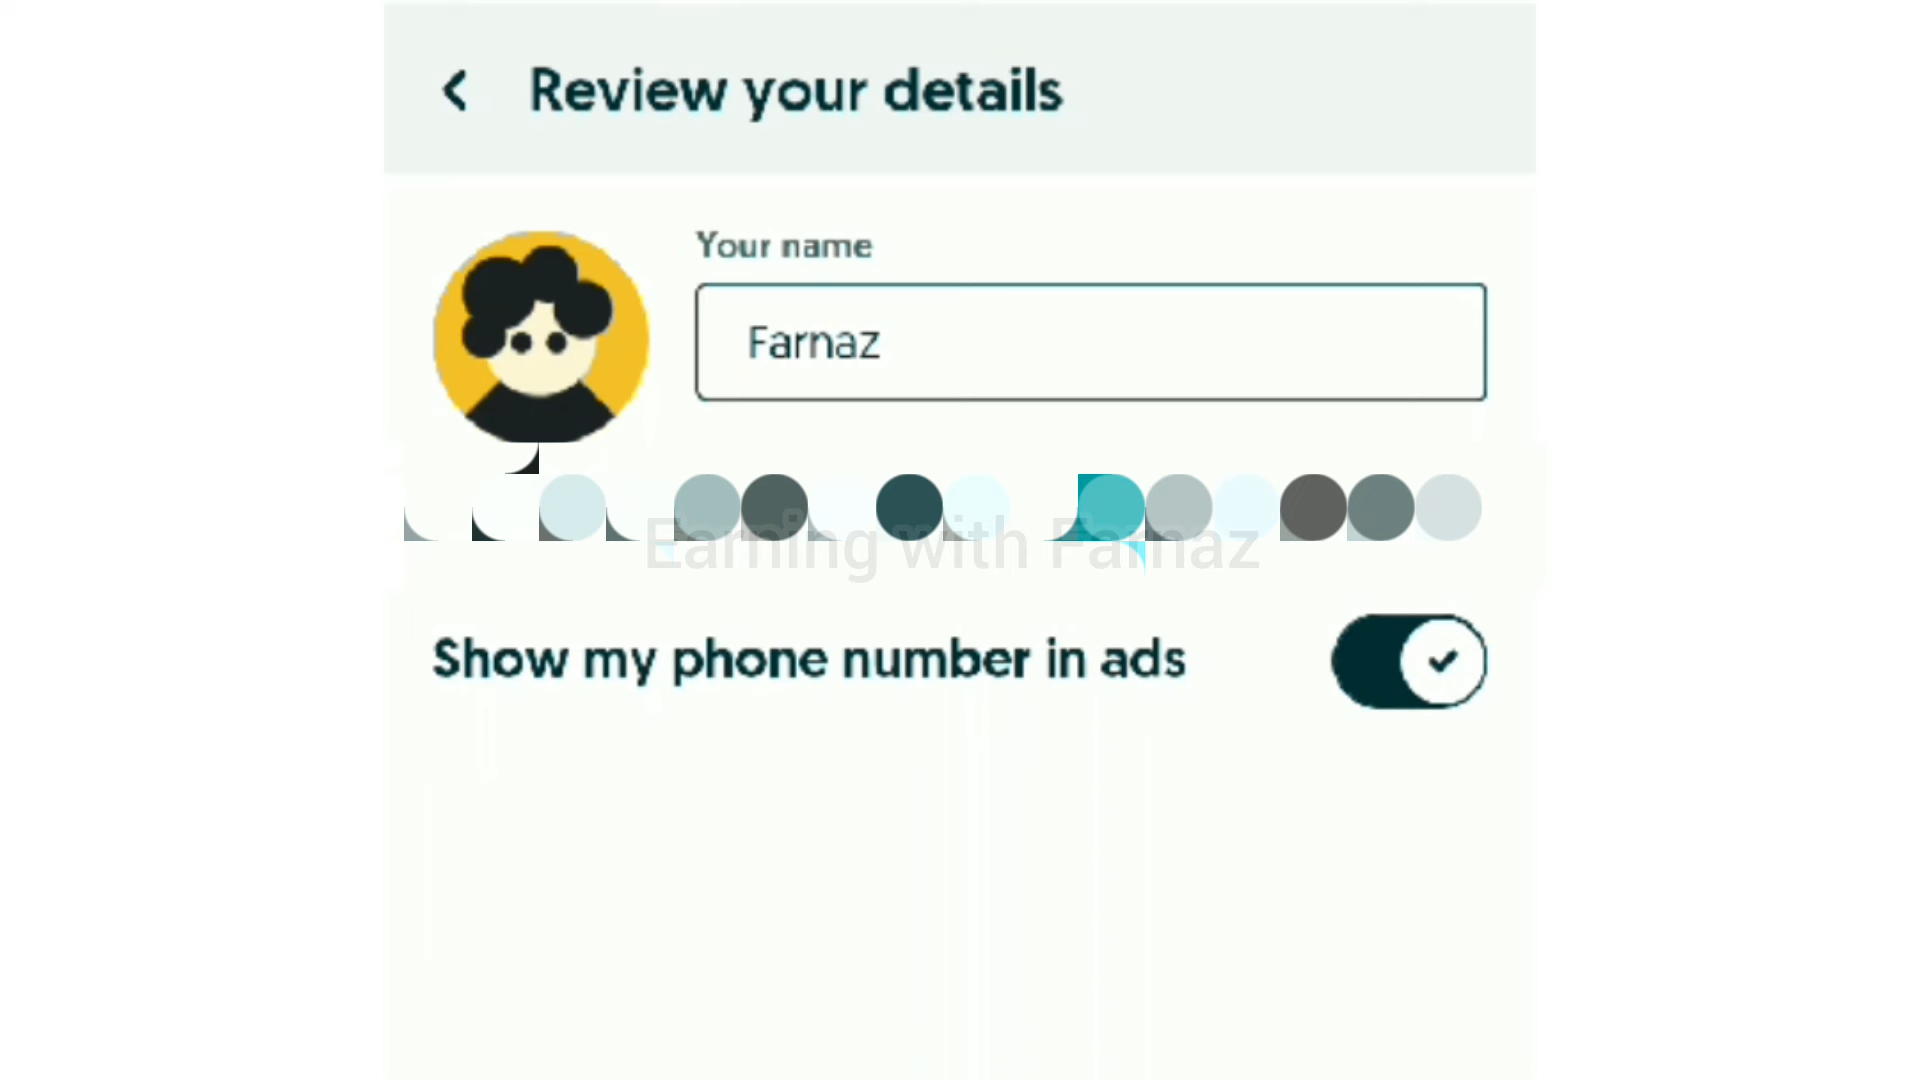 Review your details
Your name
Farnaz
Earning with Farnaz
Show my phone number in ads